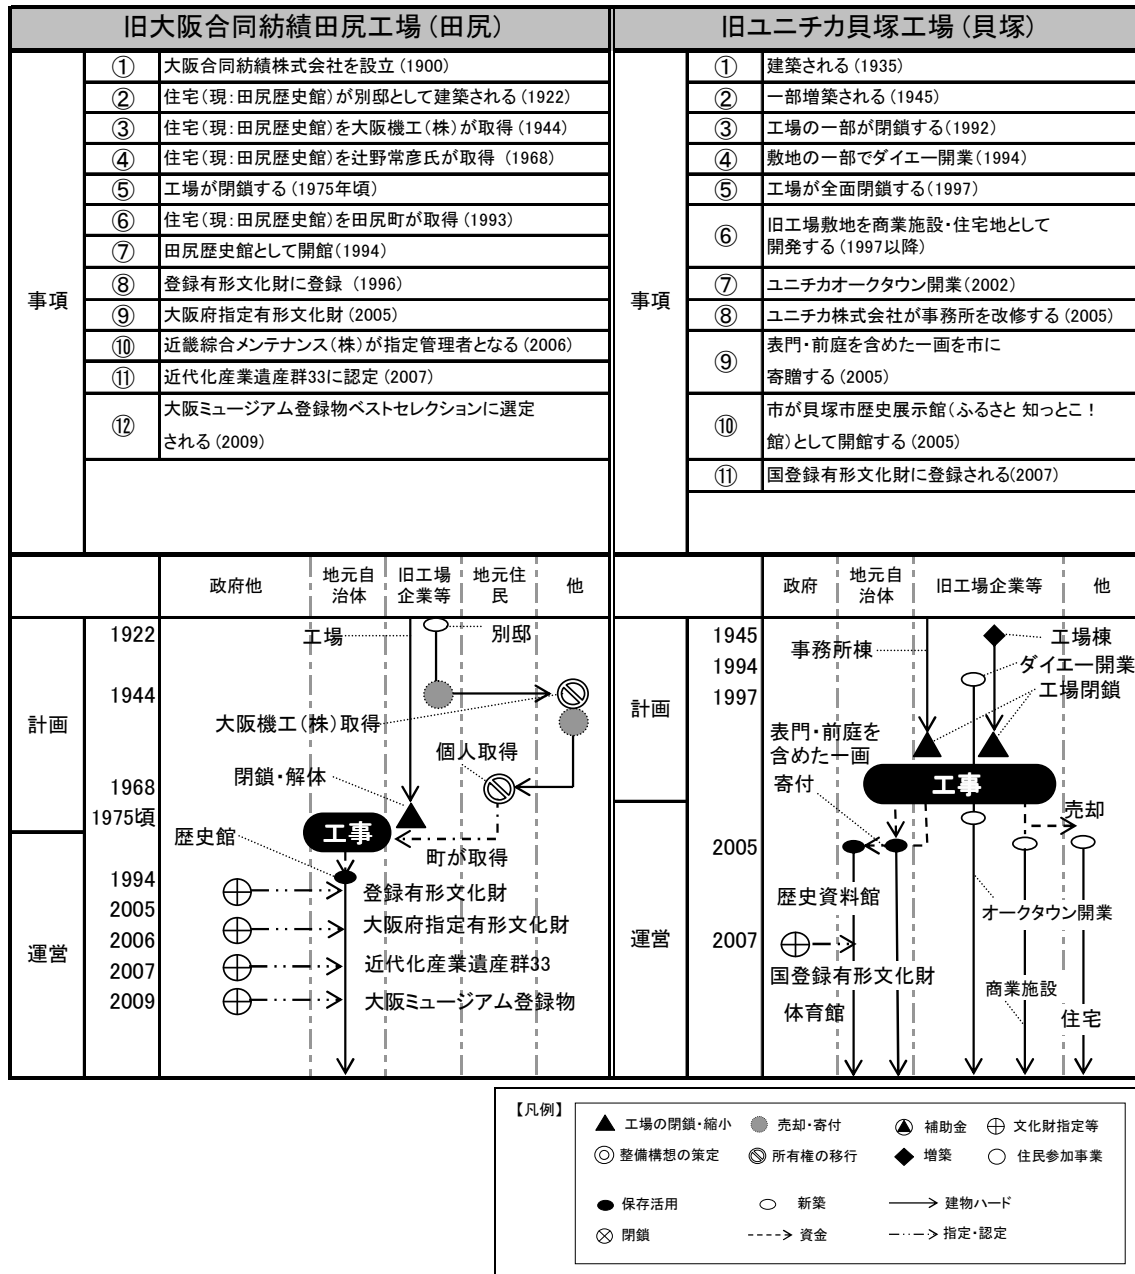 旧大阪合同紡績田尻工場(田尻)
事項
① 大阪合同紡績株式会社を設立(1900)
② 住宅(現:田尻歴史館)が別邸として建築される(1922)
③ 住宅(現:田尻歴史館)を大阪機工(株)が取得(1944)
④ 住宅(現:田尻歴史館)を辻野常彦氏が取得 (1968)
⑤ 工場が閉鎖する(1975年頃)
⑥ 住宅(現:田尻歴史館)を田尻町が取得(1993)
⑦ 田尻歴史館として開館(1994)
⑧ 登録有形文化財に登録 (1996)
⑨ 大阪府指定有形文化財(2005)
⑩ 近畿綜合メンテナンス(株)が指定管理者となる(2006)
⑪ 近代化産業遺産群33に認定(2007)
⑫ 大阪ミュージアム登録物ベストセレクションに選定
される(2009)
旧ユニチカ貝塚工場(貝塚)
事項
① 建築される(1935)
② 一部増築される(1945)
③ 工場の一部が閉鎖する(1992)
④ 敷地の一部でダイエー開業(1994)
⑤ 工場が全面閉鎖する(1997)
⑥ 旧工場敷地を商業施設・住宅地として
開発する(1997以降)
⑦ ユニチカオークタウン開業(2002)
⑧ ユニチカ株式会社が事務所を改修する(2005)
⑨ 表門・前庭を含めた一画を市に
寄贈する(2005)
⑩ 市が貝塚市歴史展示館(ふるさと 知っとこ!
館)として開館する(2005)
⑪ 国登録有形文化財に登録される(2007)
政府他 地元自治体 旧工場企業等 地元住民 他
計画
運営
1922
1944
1968
1975頃
1994
2005
2006
2007
2009
工場
別邸
大阪機工(株)取得
個人取得
閉鎖・解体
工事
町が取得
歴史館
登録有形文化財
大阪府指定有形文化財
近代化産業遺産群33
大阪ミュージアム登録物
政府 地元自治体 旧工場企業等 他
計画
運営
1945
1994
1997
2005
2007
事務所棟
工場棟
ダイエー開業
工場閉鎖
表門・前庭を
含めた一画
寄付
工事
売却
歴史資料館
オークタウン開業
国登録有形文化財
体育館
商業施設
住宅
【凡例】
工場の閉鎖・縮小 売却・寄付 補助金 文化財指定等
整備構想の策定 所有権の移行 増築 住民参加事業
保存活用 新築 建物ハード
閉鎖 資金 指定・認定